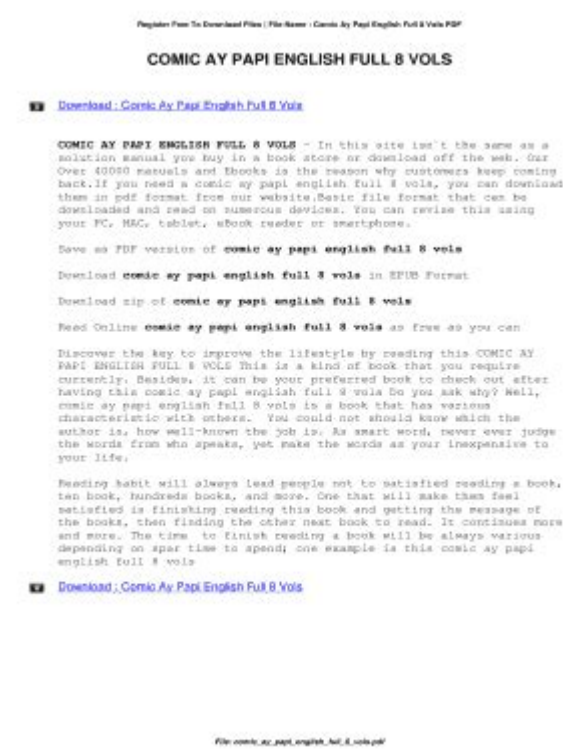 Register Free To Download Files | File Name : Comic Ay Papi English Full 8 Vols PDF
COMIC AY PAPI ENGLISH FULL 8 VOLS
Download : Comic Ay Papi English Full 8 Vols
COMIC AY PAPI ENGLISH FULL 8 VOLS - In this site isn`t the same as a
solution manual you buy in a book store or download off the web. Our
Over 40000 manuals and Ebooks is the reason why customers keep coming
back.If you need a comic ay papi english full 8 vols, you can download
them in pdf format from our website.Basic file format that can be
downloaded and read on numerous devices. You can revise this using
your PC, MAC, tablet, eBook reader or smartphone.
Save as PDF version of comic ay papi english full 8 vols
Download comic ay papi english full 8 vols in EPUB Format
Download zip of comic ay papi english full 8 vols
Read Online comic ay papi english full 8 vols as free as you can
Discover the key to improve the lifestyle by reading this COMIC AY
PAPI ENGLISH FULL 8 VOLS This is a kind of book that you require
currently. Besides, it can be your preferred book to check out after
having this comic ay papi english full 8 vols Do you ask why? Well,
comic ay papi english full 8 vols is a book that has various
characteristic with others. You could not should know which the
author is, how well-known the job is. As smart word, never ever judge
the words from who speaks, yet make the words as your inexpensive to
your life.
Reading habit will always lead people not to satisfied reading a book,
ten book, hundreds books, and more. One that will make them feel
satisfied is finishing reading this book and getting the message of
the books, then finding the other next book to read. It continues more
and more. The time to finish reading a book will be always various
depending on spar time to spend; one example is this comic ay papi
english full 8 vols
Download : Comic Ay Papi English Full 8 Vols
File: comic_ay_papi_english_full_8_vols.pdf